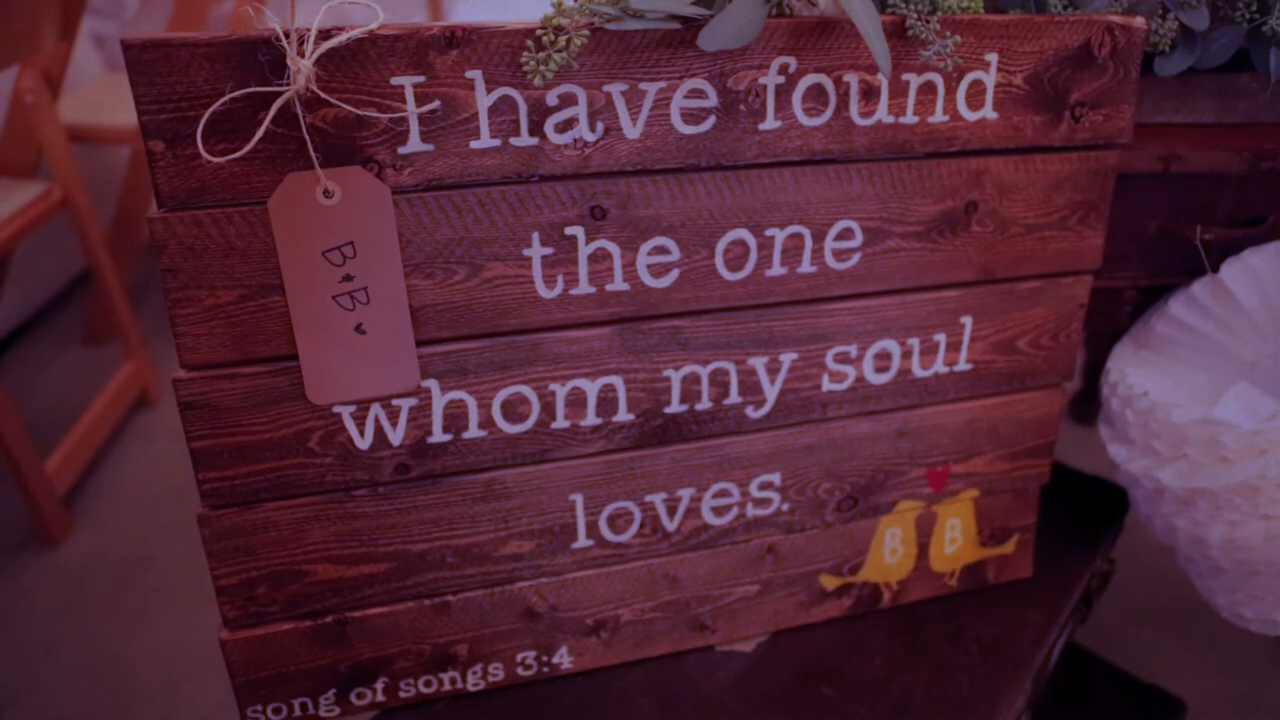 I have found
the one
whom my soul
loves.
song of songs 3:4
B+B ♥
B B